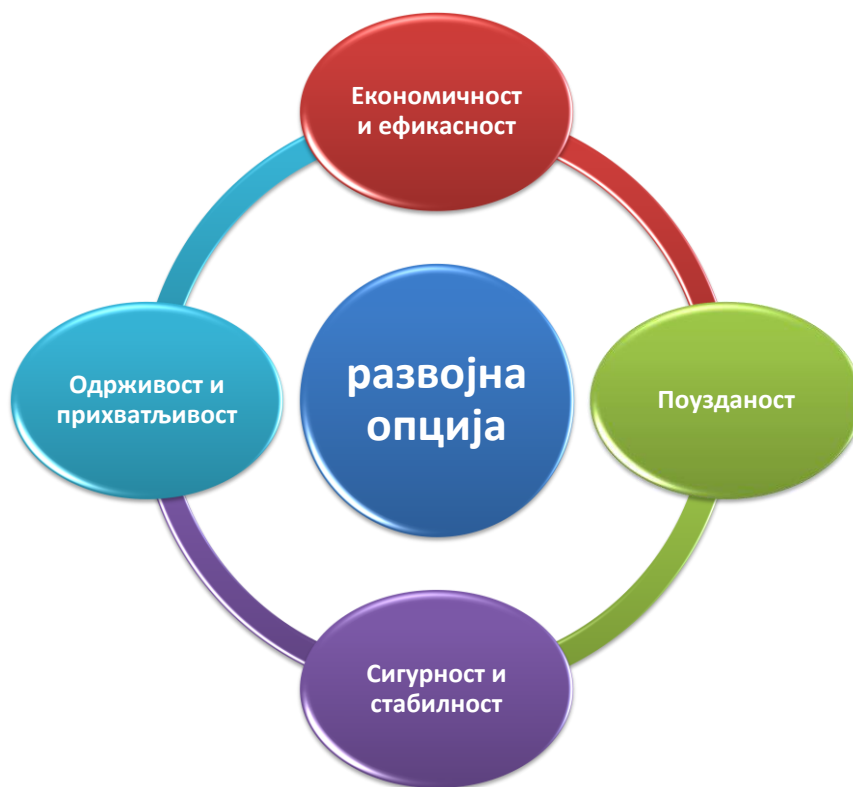 Економичност
и ефикасност
Одрживост и
прихватљивост
развојна
опција
Поузданост
Сигурност и
стабилност